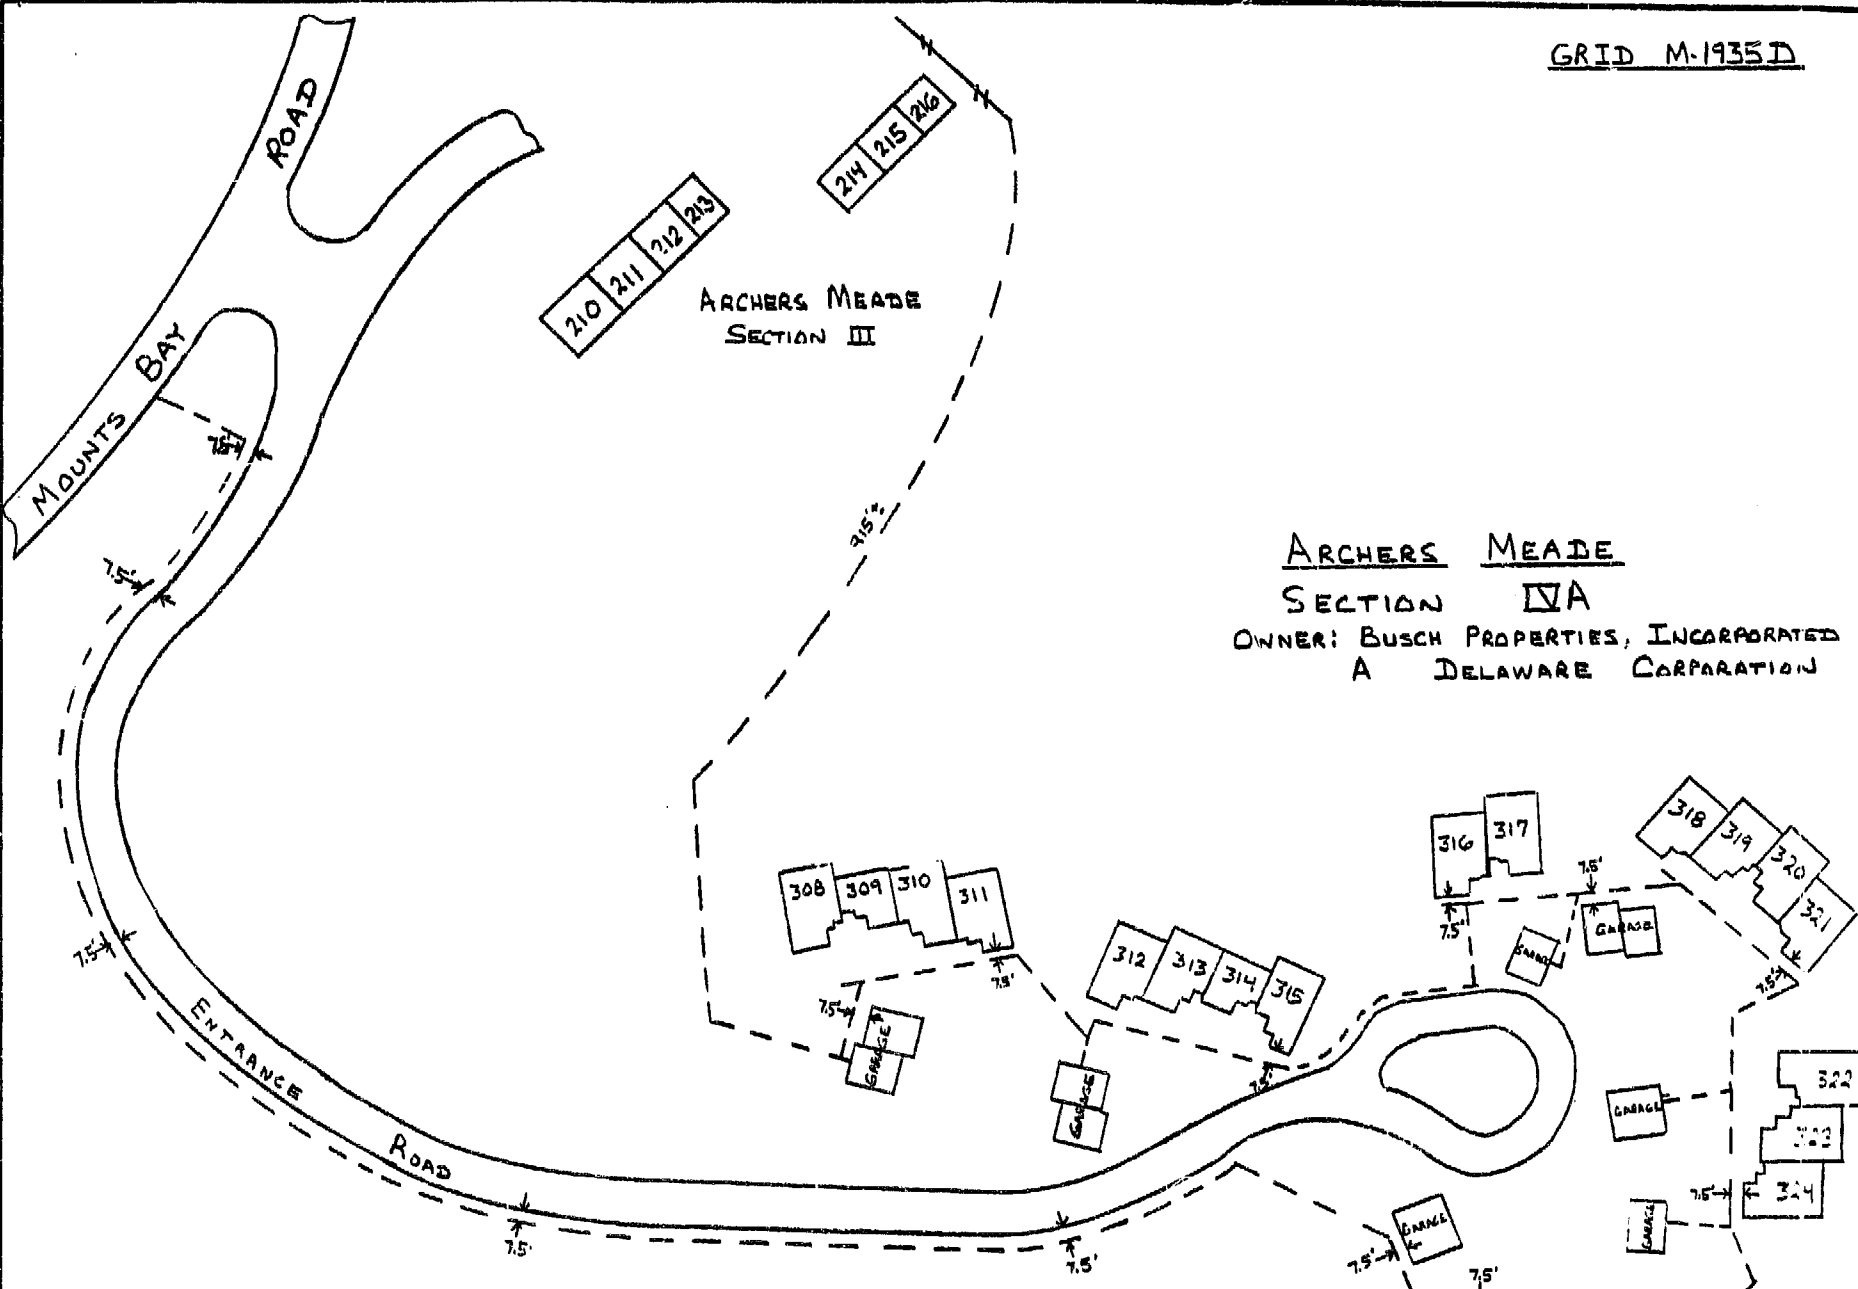 GRID M-1935D
ROAD
216
215
214
213
212
211
210
ARCHERS MEADE
SECTION III
BAY
MOUNTS
7.5'
7.5'
ARCHERS MEADE
SECTION IVA
OWNER: BUSCH PROPERTIES, INCORPORATED
A DELAWARE CORPORATION
308
309
310
311
312
313
314
315
316
317
318
319
320
321
7.5'
7.5'
7.5'
7.5'
7.5'
7.5'
7.5'
GARAGE
GARAGE
GARAGE
GARAGE
GARAGE
322
323
324
7.5'
ENTRANCE
ROAD
GARAGE
GARAGE
7.5'
7.5'
7.5'
7.5'